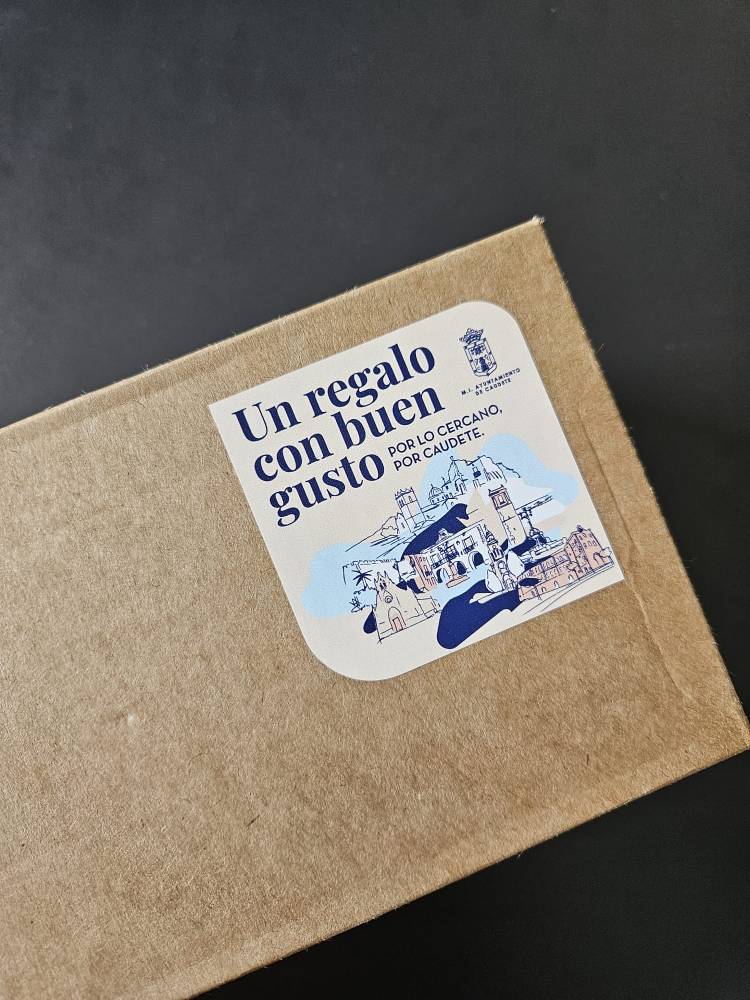 Un regalo
con buen
gusto
POR LO CERCANO,
POR CAUDETE.
M. I. AYUNTAMIENTO
DE CAUDETE